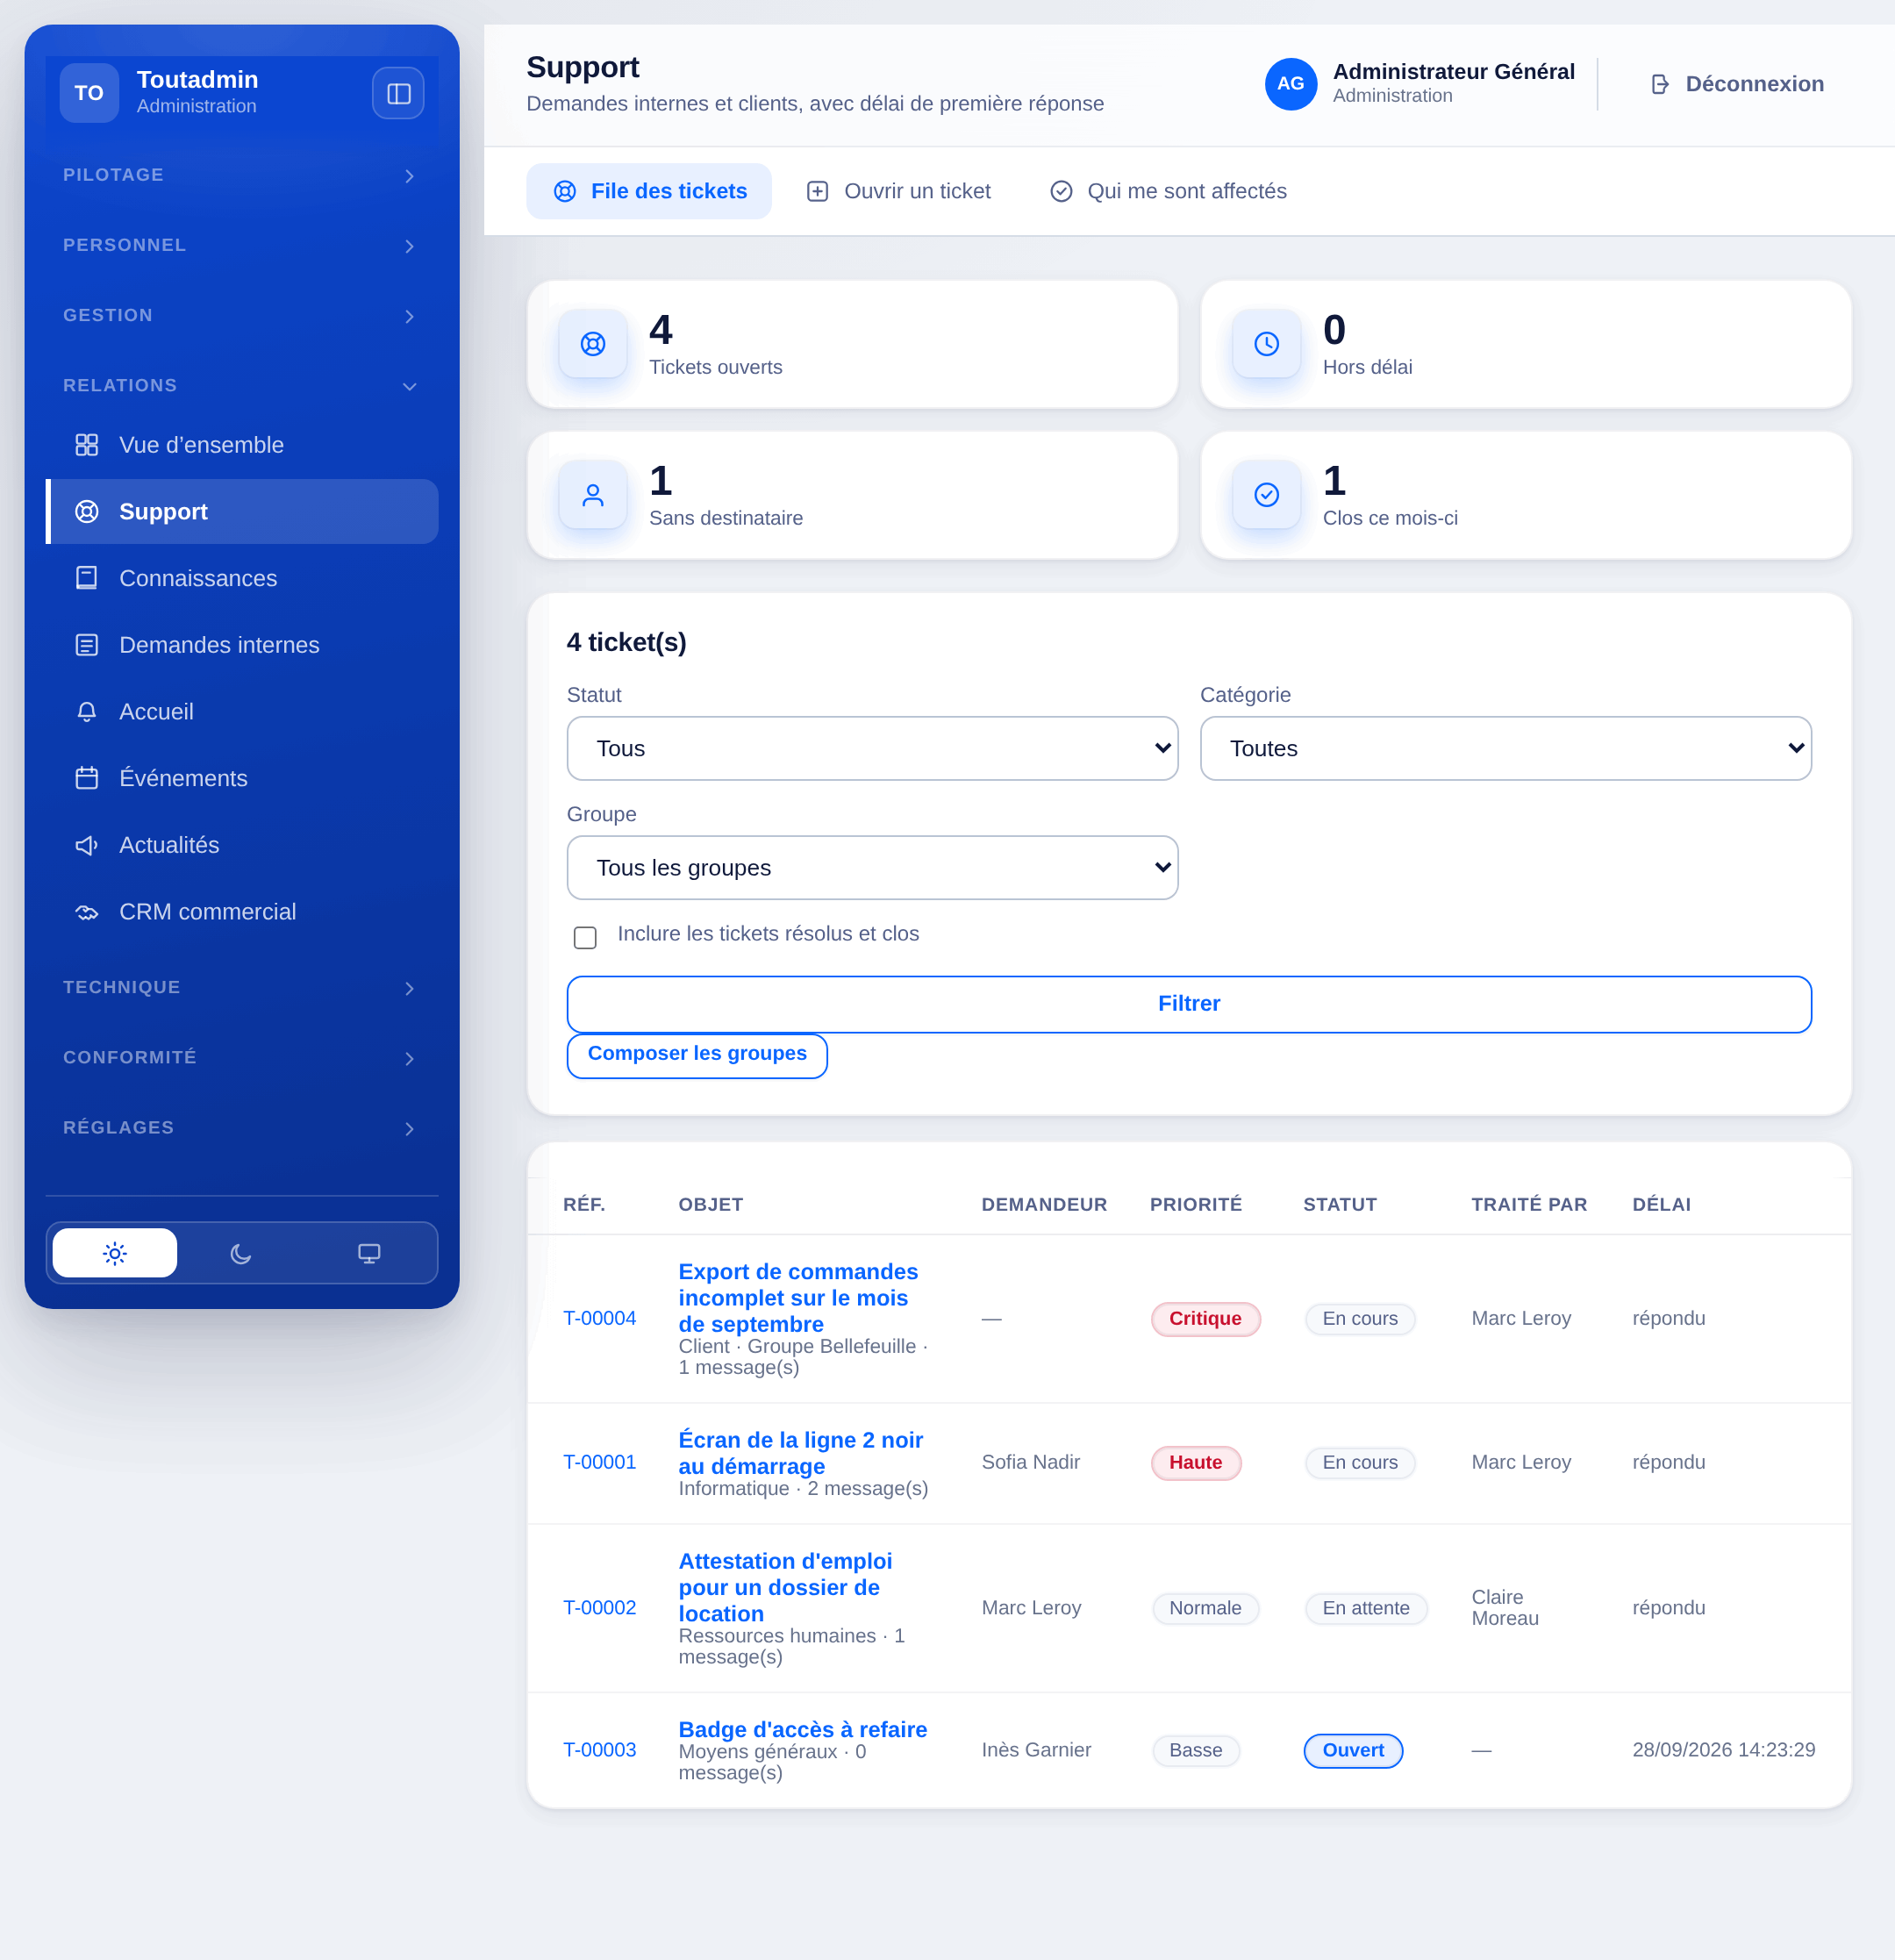 TO
Toutadmin
Administration
PILOTAGE
PERSONNEL
GESTION
RELATIONS
Vue d’ensemble
Support
Connaissances
Demandes internes
Accueil
Événements
Actualités
CRM commercial
TECHNIQUE
CONFORMITÉ
RÉGLAGES
Support
Demandes internes et clients, avec délai de première réponse
AG
Administrateur Général
Administration
Déconnexion
File des tickets
Ouvrir un ticket
Qui me sont affectés
4
Tickets ouverts
0
Hors délai
1
Sans destinataire
1
Clos ce mois-ci
4 ticket(s)
Statut
Catégorie
Tous
Toutes
Groupe
Tous les groupes
Inclure les tickets résolus et clos
Filtrer
Composer les groupes
RÉF. OBJET DEMANDEUR PRIORITÉ STATUT TRAITÉ PAR DÉLAI
T-00004
Export de commandes
incomplet sur le mois
de septembre
Client · Groupe Bellefeuille ·
1 message(s)
—
Critique
En cours
Marc Leroy
répondu
T-00001
Écran de la ligne 2 noir
au démarrage
Informatique · 2 message(s)
Sofia Nadir
Haute
En cours
Marc Leroy
répondu
T-00002
Attestation d'emploi
pour un dossier de
location
Ressources humaines · 1
message(s)
Marc Leroy
Normale
En attente
Claire
Moreau
répondu
T-00003
Badge d'accès à refaire
Moyens généraux · 0
message(s)
Inès Garnier
Basse
Ouvert
—
28/09/2026 14:23:29